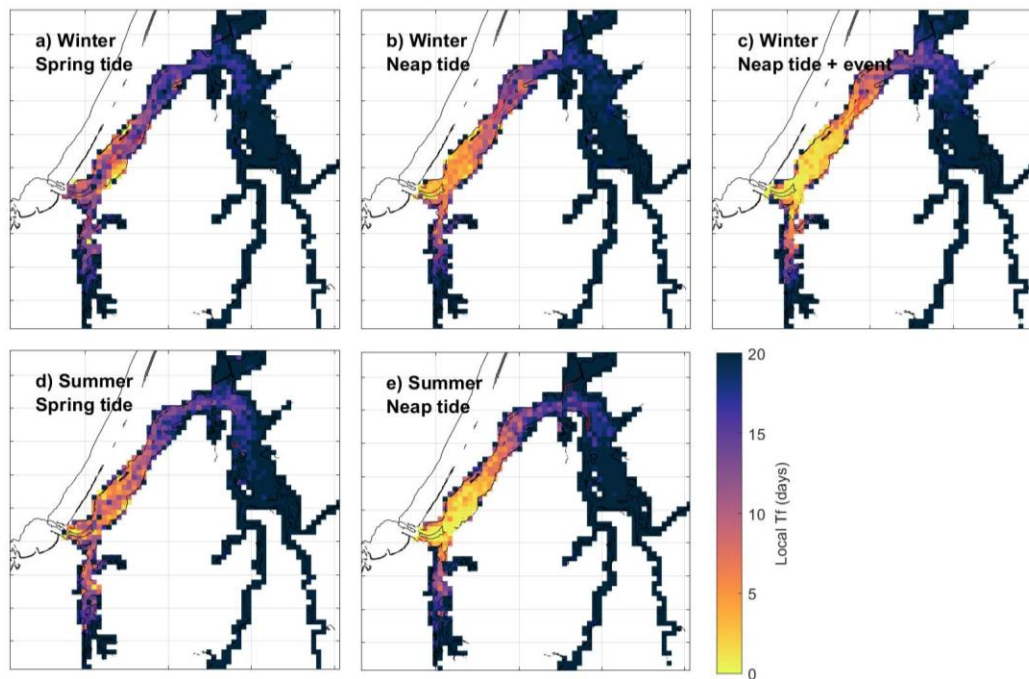 a) Winter
Spring tide
b) Winter
Neap tide
c) Winter
Neap tide + event
d) Summer
Spring tide
e) Summer
Neap tide
20
15
10
5
0
Local Tf (days)